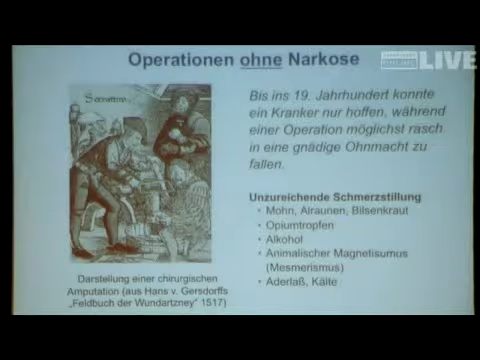 Operationen ohne Narkose
LIVE
Serratura
Bis ins 19. Jahrhundert konnte
ein Kranker nur hoffen, während
einer Operation möglichst rasch
in eine gnädige Ohnmacht zu
fallen.
Unzureichende Schmerzstillung
• Mohn, Alraunen, Bilsenkraut
• Opiumtropfen
• Alkohol
• Animalischer Magnetisumus
(Mesmerismus)
• Aderlaß, Kälte
Darstellung einer chirurgischen
Amputation (aus Hans v. Gersdorffs
„Feldbuch der Wundartzney“ 1517)